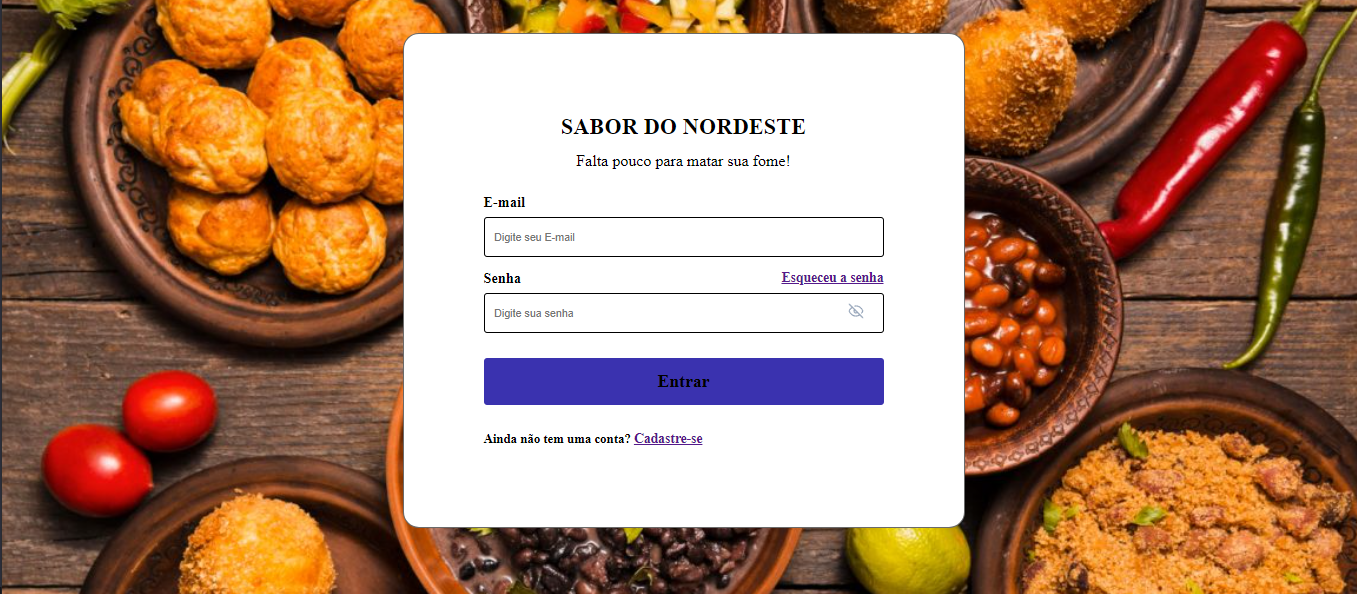 SABOR DO NORDESTE
Falta pouco para matar sua fome!
E-mail
Digite seu E-mail
Senha Esqueceu a senha
Digite sua senha
Entrar
Ainda não tem uma conta? Cadastre-se